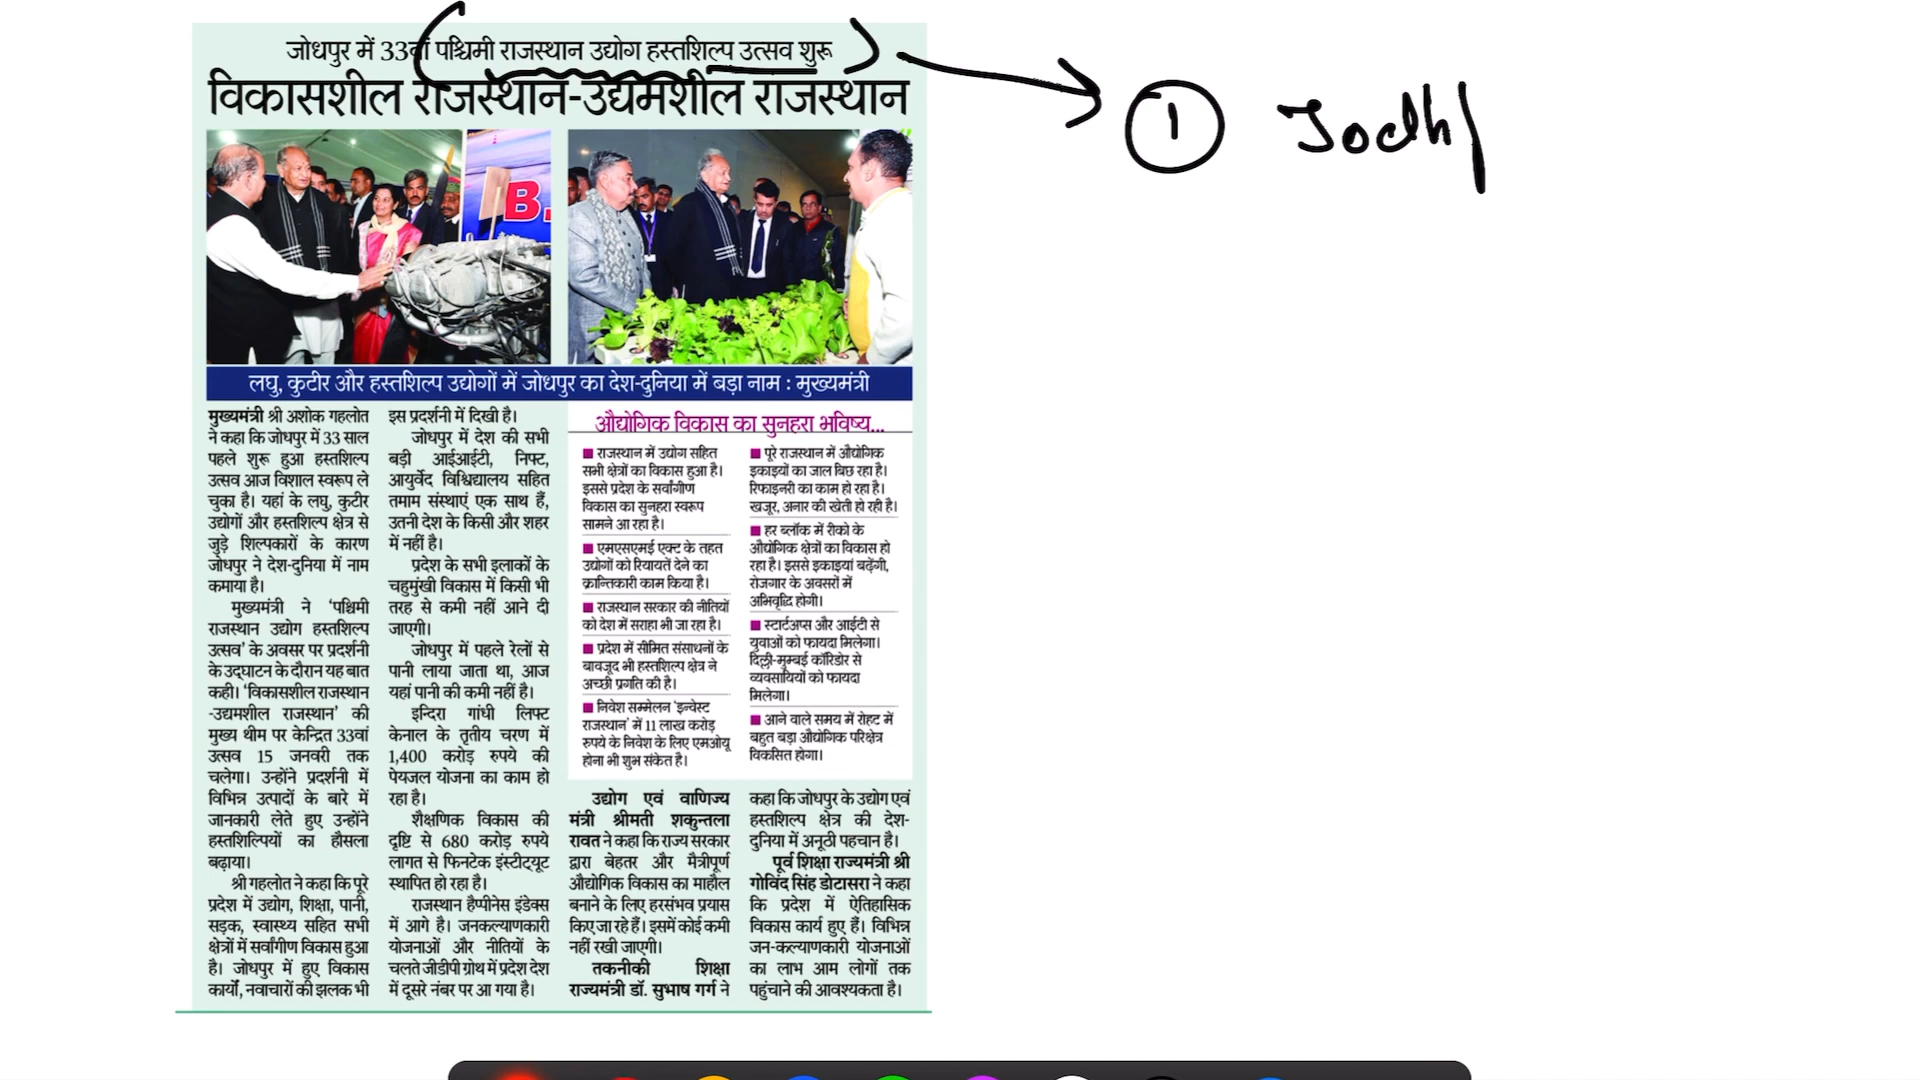 जोधपुर में 33वां पश्चिमी राजस्थान उद्योग हस्तशिल्प उत्सव शुरू
विकासशील राजस्थान-उद्यमशील राजस्थान
① Jodhp
B.
लघु, कुटीर और हस्तशिल्प उद्योगों में जोधपुर का देश-दुनिया में बड़ा नाम : मुख्यमंत्री
मुख्यमंत्री श्री अशोक गहलोत
ने कहा कि जोधपुर में 33 साल
पहले शुरू हुआ हस्तशिल्प
उत्सव आज विशाल स्वरूप ले
चुका है। यहां के लघु, कुटीर
उद्योगों और हस्तशिल्प क्षेत्र से
जुड़े शिल्पकारों के कारण
जोधपुर ने देश-दुनिया में नाम
कमाया है।
मुख्यमंत्री ने ‘पश्चिमी
राजस्थान उद्योग हस्तशिल्प
उत्सव’ के अवसर पर प्रदर्शनी
के उद्घाटन के दौरान यह बात
कही। ‘विकासशील राजस्थान
-उद्यमशील राजस्थान’ की
मुख्य थीम पर केन्द्रित 33वां
उत्सव 15 जनवरी तक
चलेगा। उन्होंने प्रदर्शनी में
विभिन्न उत्पादों के बारे में
जानकारी लेते हुए उन्होंने
हस्तशिल्पियों का हौसला
बढ़ाया।
श्री गहलोत ने कहा कि पूरे
प्रदेश में उद्योग, शिक्षा, पानी,
सड़क, स्वास्थ्य सहित सभी
क्षेत्रों में सर्वांगीण विकास हुआ
है। जोधपुर में हुए विकास
कार्यों, नवाचारों की झलक भी
इस प्रदर्शनी में दिखी है।
जोधपुर में देश की सभी
बड़ी आईआईटी, निफ्ट,
आयुर्वेद विश्विद्यालय सहित
तमाम संस्थाएं एक साथ हैं,
उतनी देश के किसी और शहर
में नहीं है।
प्रदेश के सभी इलाकों के
चहुमुंखी विकास में किसी भी
तरह से कमी नहीं आने दी
जाएगी।
जोधपुर में पहले रेलों से
पानी लाया जाता था, आज
यहां पानी की कमी नहीं है।
इन्दिरा गांधी लिफ्ट
केनाल के तृतीय चरण में
1,400 करोड़ रुपये की
पेयजल योजना का काम हो
रहा है।
शैक्षणिक विकास की
दृष्टि से 680 करोड़ रुपये
लागत से फिनटेक इंस्टीट्यूट
स्थापित हो रहा है।
राजस्थान हैप्पीनेस इंडेक्स
में आगे है। जनकल्याणकारी
योजनाओं और नीतियों के
चलते जीडीपी ग्रोथ में प्रदेश देश
में दूसरे नंबर पर आ गया है।
औद्योगिक विकास का सुनहरा भविष्य...
■ राजस्थान में उद्योग सहित
सभी क्षेत्रों का विकास हुआ है।
इससे प्रदेश के सर्वांगीण
विकास का सुनहरा स्वरूप
सामने आ रहा है।
■ एमएसएमई एक्ट के तहत
उद्योगों को रियायतें देने का
क्रान्तिकारी काम किया है।
■ राजस्थान सरकार की नीतियों
को देश में सराहा भी जा रहा है।
■ प्रदेश में सीमित संसाधनों के
बावजूद भी हस्तशिल्प क्षेत्र ने
अच्छी प्रगति की है।
■ निवेश सम्मेलन ‘इन्वेस्ट
राजस्थान’ में 11 लाख करोड़
रुपये के निवेश के लिए एमओयू
होना भी शुभ संकेत है।
■ पूरे राजस्थान में औद्योगिक
इकाइयों का जाल बिछ रहा है।
रिफाइनरी का काम हो रहा है।
खजूर, अनार की खेती हो रही है।
■ हर ब्लॉक में रीको के
औद्योगिक क्षेत्रों का विकास हो
रहा है। इससे इकाइयां बढ़ेंगी,
रोजगार के अवसरों में
अभिवृद्धि होगी।
■ स्टार्टअप्स और आईटी से
युवाओं को फायदा मिलेगा।
दिल्ली-मुम्बई कॉरिडोर से
व्यवसायियों को फायदा
मिलेगा।
■ आने वाले समय में रोहट में
बहुत बड़ा औद्योगिक परिक्षेत्र
विकसित होगा।
उद्योग एवं वाणिज्य
मंत्री श्रीमती शकुन्तला
रावत ने कहा कि राज्य सरकार
द्वारा बेहतर और मैत्रीपूर्ण
औद्योगिक विकास का माहौल
बनाने के लिए हरसंभव प्रयास
किए जा रहे हैं। इसमें कोई कमी
नहीं रखी जाएगी।
तकनीकी शिक्षा
राज्यमंत्री डॉ. सुभाष गर्ग ने
कहा कि जोधपुर के उद्योग एवं
हस्तशिल्प क्षेत्र की देश-
दुनिया में अनूठी पहचान है।
पूर्व शिक्षा राज्यमंत्री श्री
गोविंद सिंह डोटासरा ने कहा
कि प्रदेश में ऐतिहासिक
विकास कार्य हुए हैं। विभिन्न
जन-कल्याणकारी योजनाओं
का लाभ आम लोगों तक
पहुंचाने की आवश्यकता है।